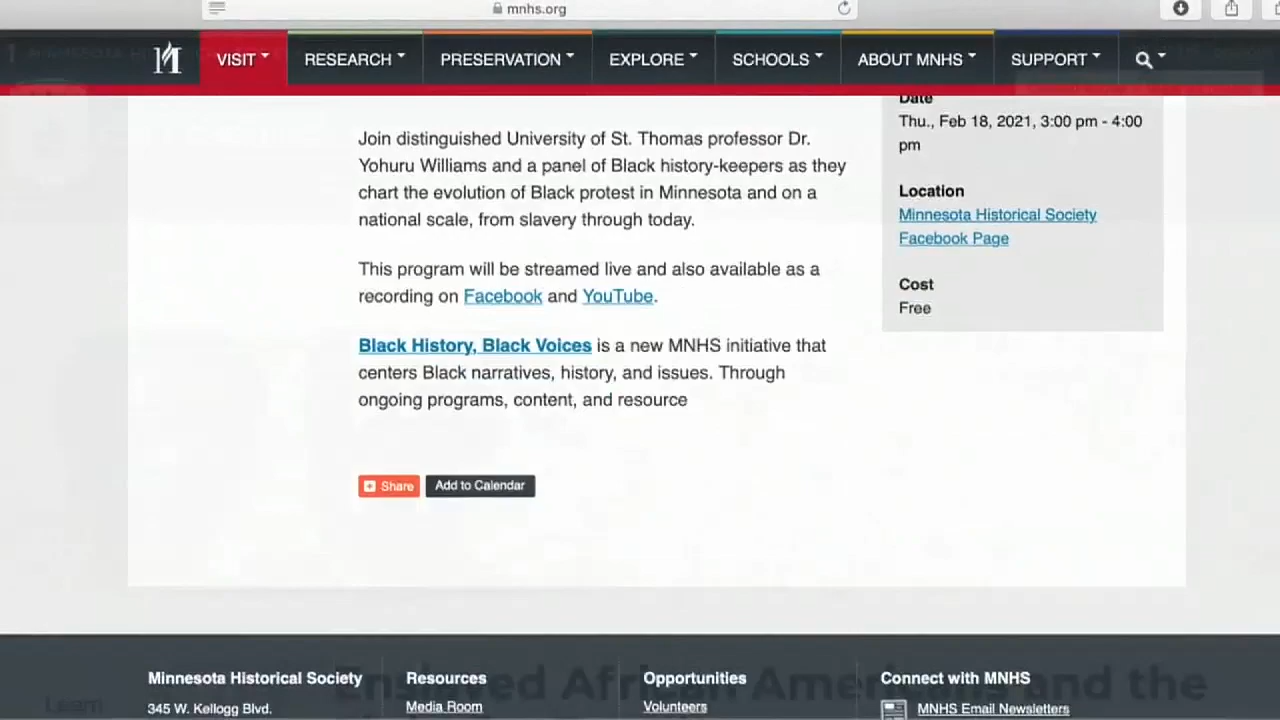 mnhs.org
VISIT RESEARCH PRESERVATION EXPLORE SCHOOLS ABOUT MNHS SUPPORT
Join distinguished University of St. Thomas professor Dr.
Yohuru Williams and a panel of Black history-keepers as they
chart the evolution of Black protest in Minnesota and on a
national scale, from slavery through today.
This program will be streamed live and also available as a
recording on Facebook and YouTube.
Black History, Black Voices is a new MNHS initiative that
centers Black narratives, history, and issues. Through
ongoing programs, content, and resource
Share Add to Calendar
Date
Thu., Feb 18, 2021, 3:00 pm - 4:00
pm
Location
Minnesota Historical Society
Facebook Page
Cost
Free
Minnesota Historical Society
345 W. Kellogg Blvd.
Resources
Media Room
Opportunities
Volunteers
Connect with MNHS
MNHS Email Newsletters
Learn
Enslaved African Americans and the